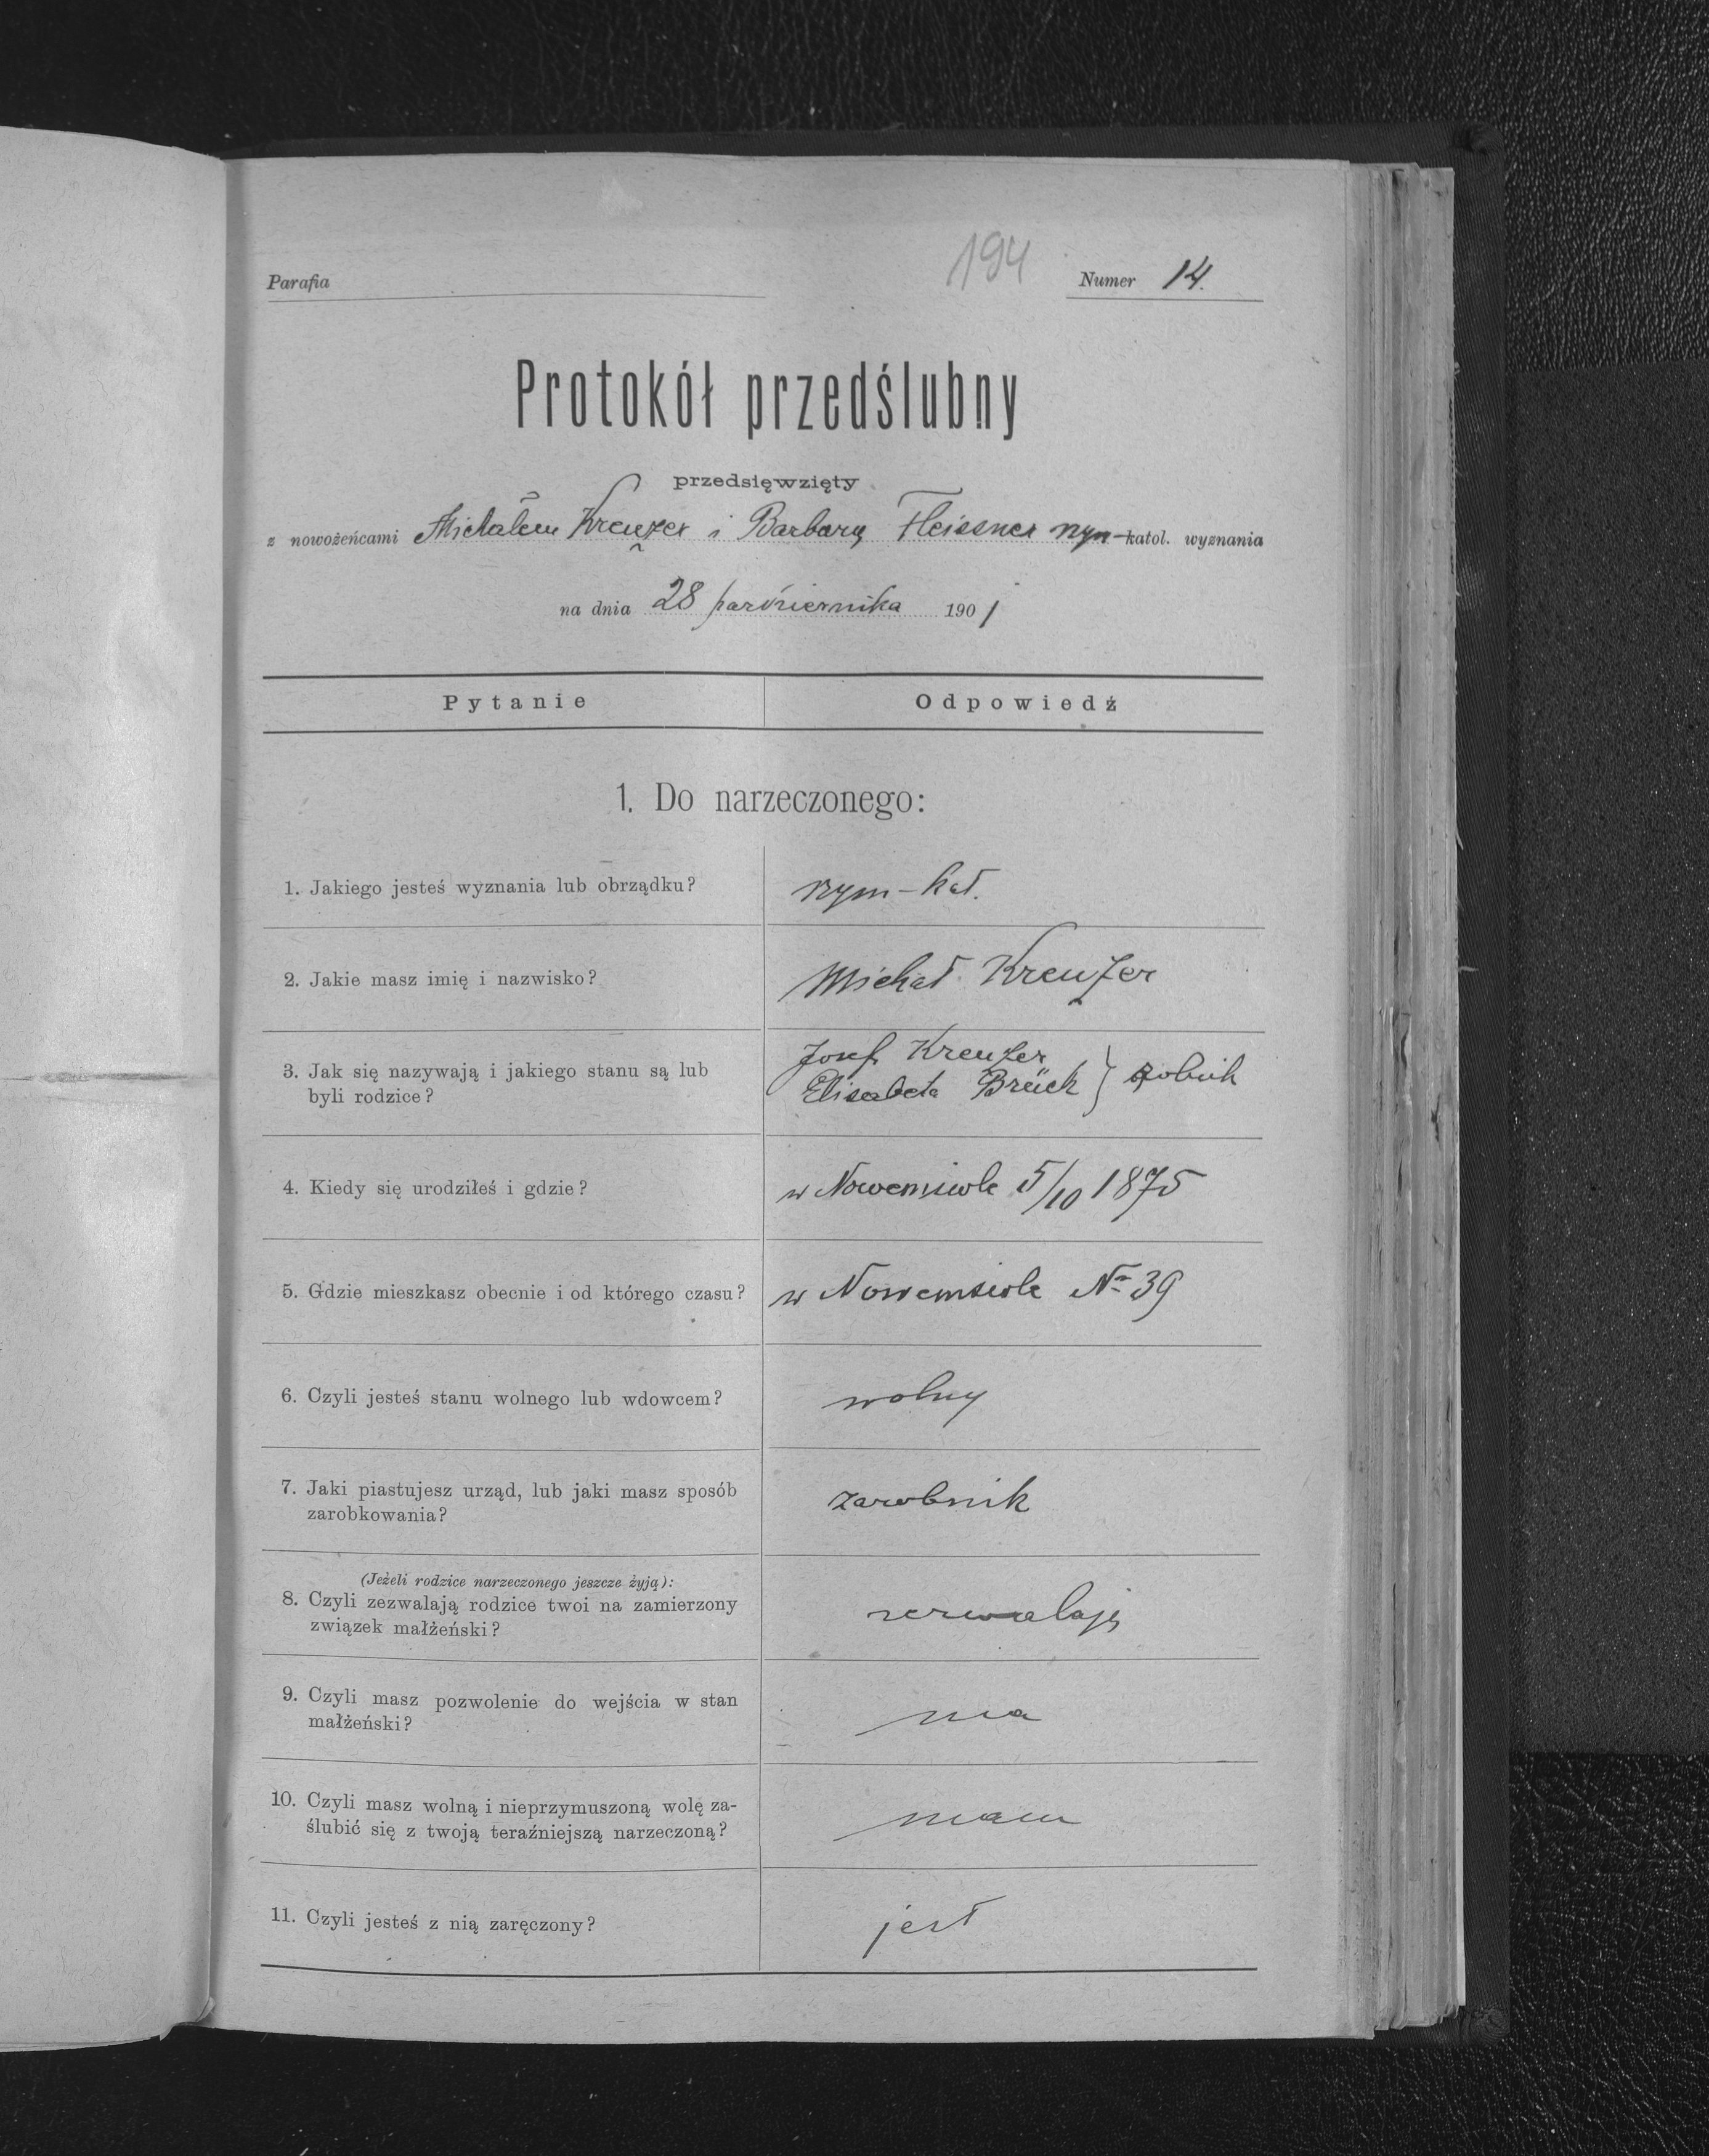 194
Parafia
Numer 14.
Protokół przedślubny
przedsięwzięty
z nowożeńcami Michałem Kreuzer i Barbarą Fleissner rzym-katol. wyznania
na dnia 28 października 1901
Pytanie Odpowiedź
1. Do narzeczonego:
1. Jakiego jesteś wyznania lub obrządku? rzym-kat.
2. Jakie masz imię i nazwisko? Michał Kreuzer
3. Jak się nazywają i jakiego stanu są lub
byli rodzice?
Josef Kreuzer
Elisabeta Brück } rolnik
4. Kiedy się urodziłeś i gdzie? w Nowemsiole 5/10 1875
5. Gdzie mieszkasz obecnie i od którego czasu? w Nowemsiole No 39
6. Czyli jesteś stanu wolnego lub wdowcem? wolny
7. Jaki piastujesz urząd, lub jaki masz sposób
zarobkowania?
zarobnik
(Jeżeli rodzice narzeczonego jeszcze żyją):
8. Czyli zezwalają rodzice twoi na zamierzony
związek małżeński?
zezwalają
9. Czyli masz pozwolenie do wejścia w stan
małżeński?
ma
10. Czyli masz wolną i nieprzymuszoną wolę za-
ślubić się z twoją teraźniejszą narzeczoną?
mam
11. Czyli jesteś z nią zaręczony? jest